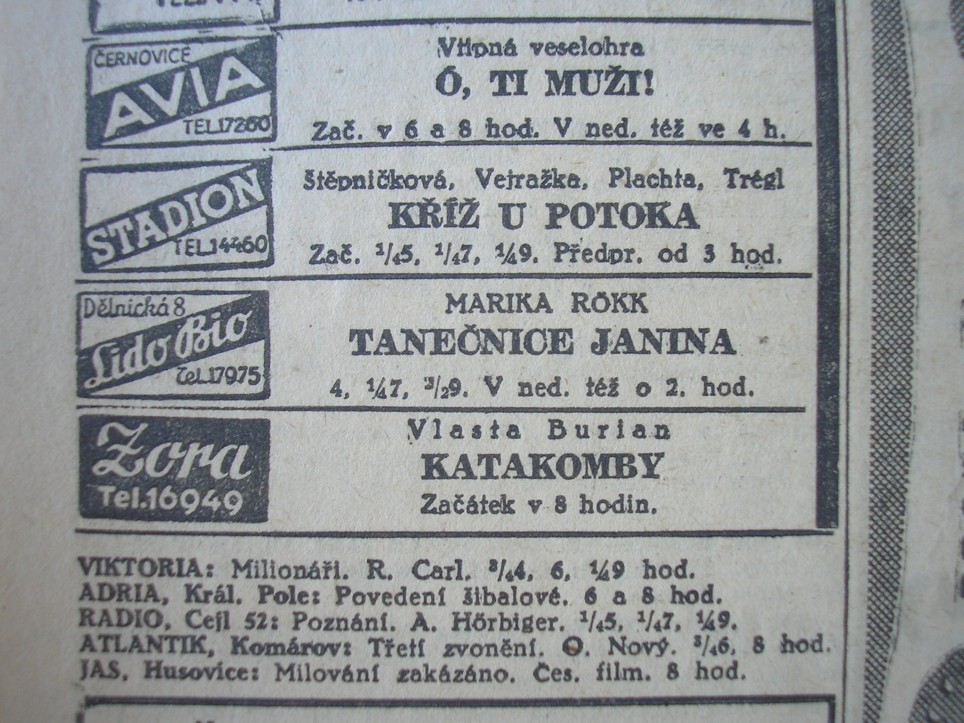 ČERNOVICE
AVIA
TEL.17260
Vtipná veselohra
Ó, TI MUŽI!
Zač. v 6 a 8 hod. V ned. též ve 4 h.
STADION
TEL.14460
Štěpničková, Vejražka, Plachta, Trégl
KŘÍŽ U POTOKA
Zač. ¼5, ¼7, ¼9. Předpr. od 3 hod.
Dělnická 8
Lido Bio
Tel.17975
MARIKA RÖKK
TANEČNICE JANINA
4, ¼7, ½9. V ned. též o 2. hod.
Zora
Tel.16949
Vlasta Burian
KATAKOMBY
Začátek v 8 hodin.
VIKTORIA: Milionáři. R. Carl. ¾4, 6, ¼9 hod.
ADRIA, Král. Pole: Povedení šibalové. 6 a 8 hod.
RADIO, Cejl 52: Poznání. A. Hörbiger. ¼5, ¼7, ¼9.
ATLANTIK, Komárov: Třetí zvonění. O. Nový. ¾6, 8 hod.
JAS, Husovice: Milování zakázáno. Čes. film. 8 hod.